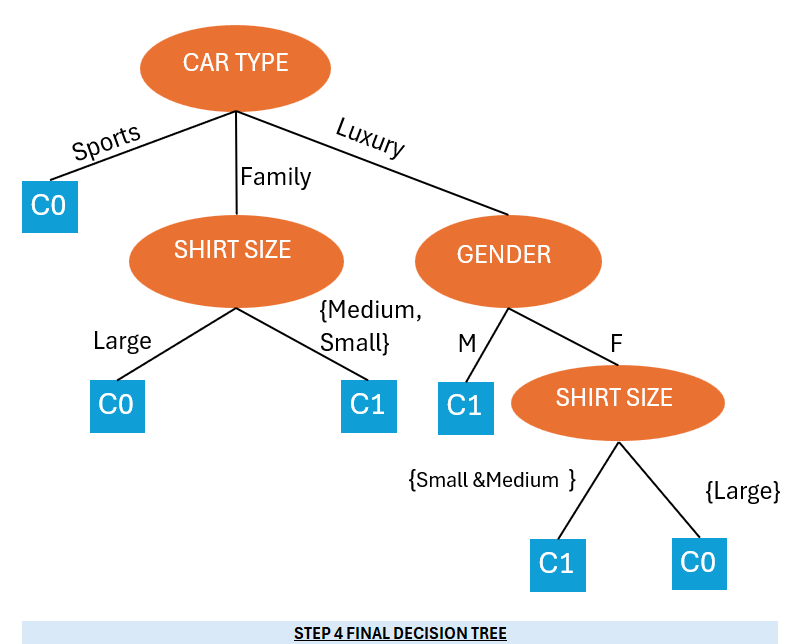 CAR TYPE
Sports
Luxury
Family
C0
SHIRT SIZE
GENDER
Large
{Medium,
Small}
M
F
C0
C1
C1
SHIRT SIZE
{Small &Medium }
{Large}
C1
C0
STEP 4 FINAL DECISION TREE